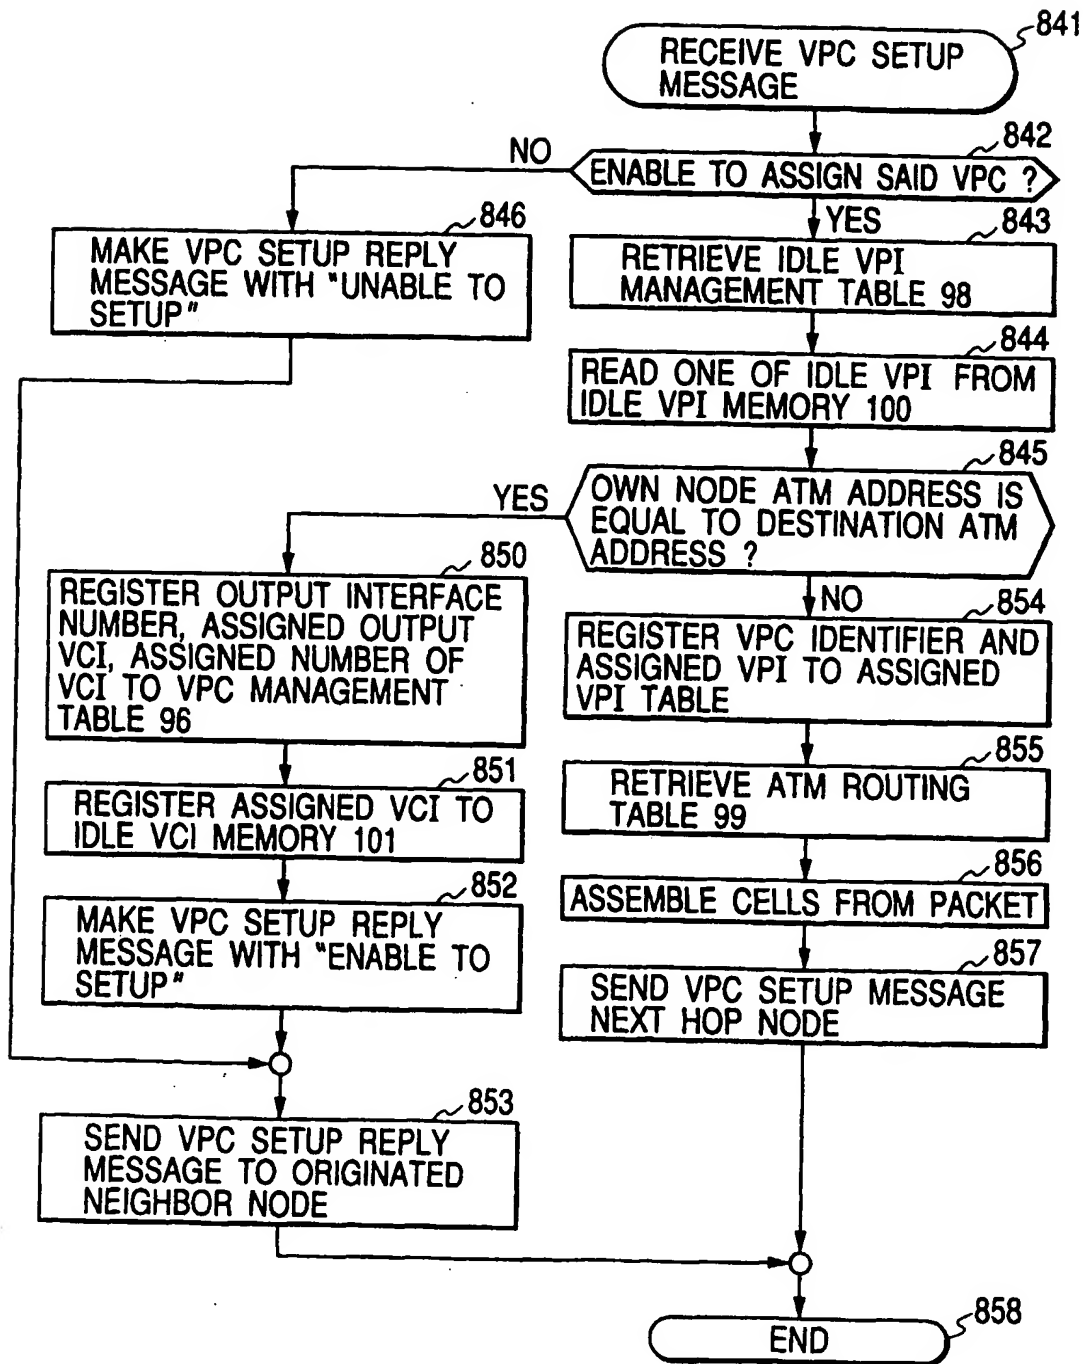 841
RECEIVE VPC SETUP
MESSAGE
842
NO
ENABLE TO ASSIGN SAID VPC ?
YES
846
MAKE VPC SETUP REPLY
MESSAGE WITH "UNABLE TO
SETUP"
843
RETRIEVE IDLE VPI
MANAGEMENT TABLE 98
844
READ ONE OF IDLE VPI FROM
IDLE VPI MEMORY 100
845
YES
OWN NODE ATM ADDRESS IS
EQUAL TO DESTINATION ATM
ADDRESS ?
NO
850
REGISTER OUTPUT INTERFACE
NUMBER, ASSIGNED OUTPUT
VCI, ASSIGNED NUMBER OF
VCI TO VPC MANAGEMENT
TABLE 96
854
REGISTER VPC IDENTIFIER AND
ASSIGNED VPI TO ASSIGNED
VPI TABLE
851
REGISTER ASSIGNED VCI TO
IDLE VCI MEMORY 101
855
RETRIEVE ATM ROUTING
TABLE 99
852
MAKE VPC SETUP REPLY
MESSAGE WITH "ENABLE TO
SETUP"
856
ASSEMBLE CELLS FROM PACKET
857
SEND VPC SETUP MESSAGE
NEXT HOP NODE
853
SEND VPC SETUP REPLY
MESSAGE TO ORIGINATED
NEIGHBOR NODE
858
END